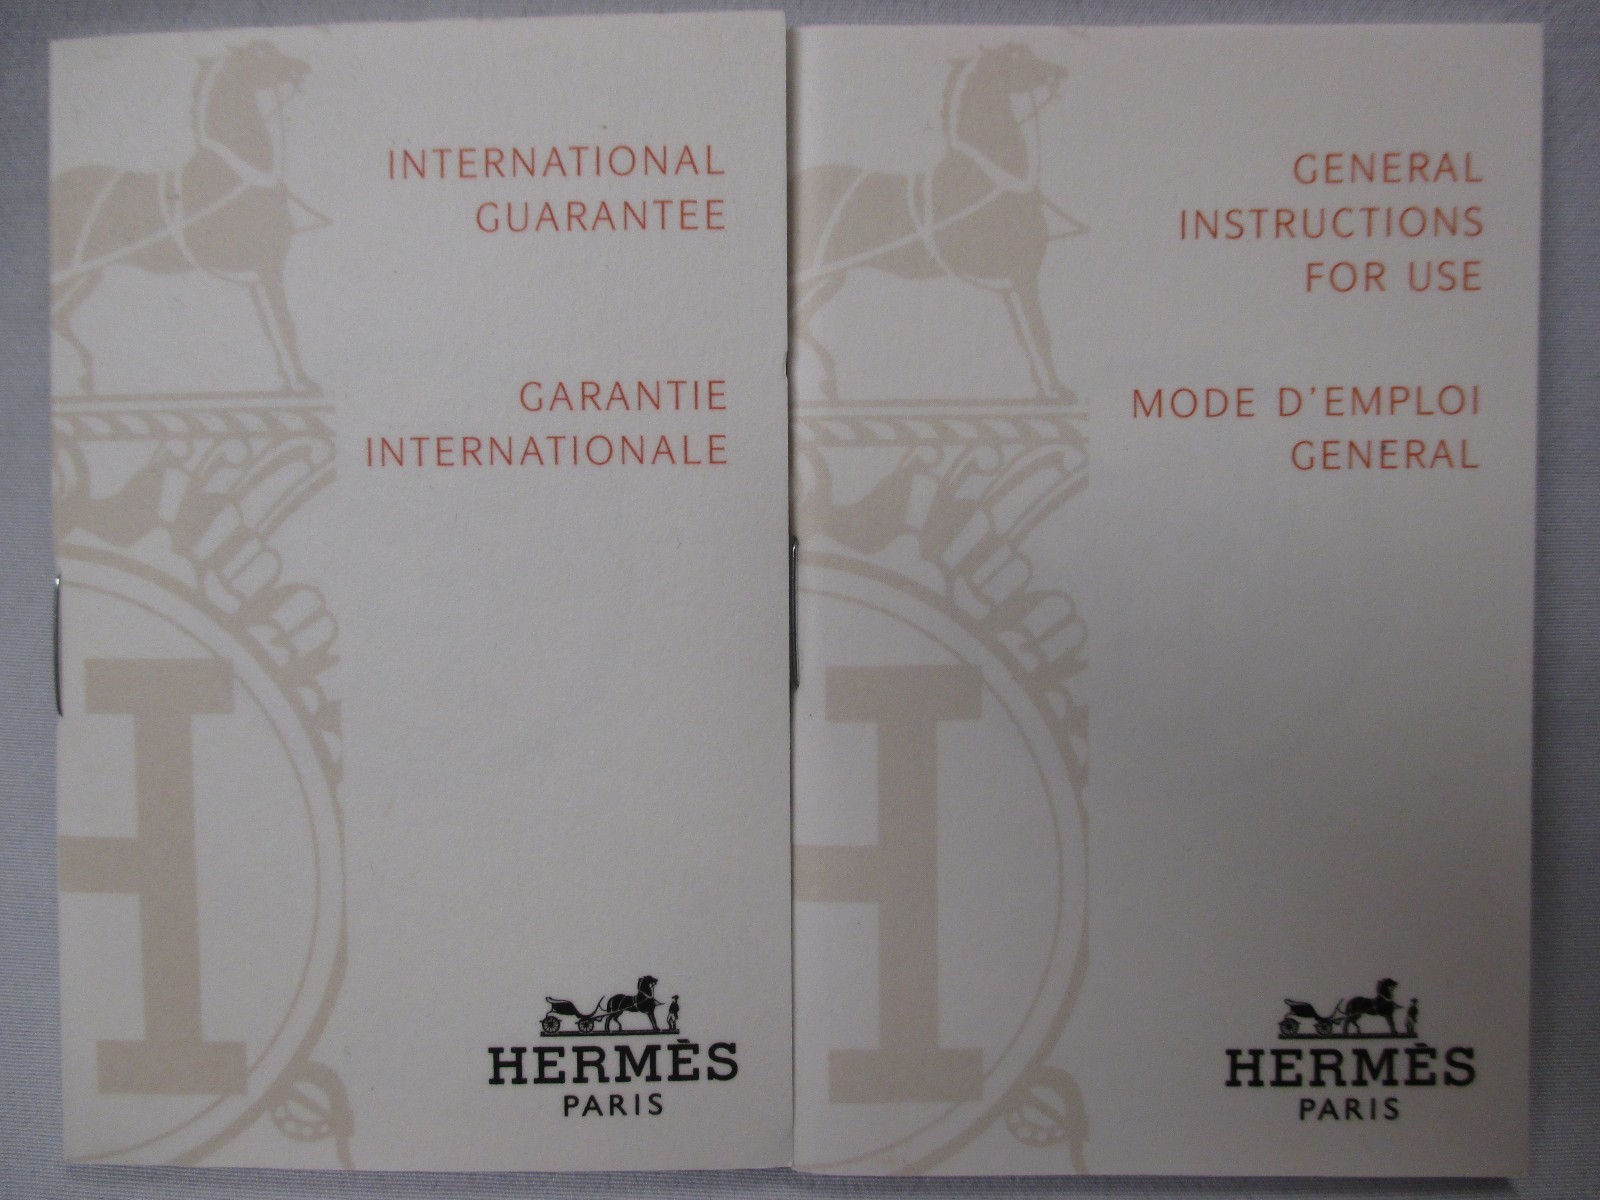 INTERNATIONAL
GUARANTEE
GARANTIE
INTERNATIONALE
HERMÈS
PARIS
GENERAL
INSTRUCTIONS
FOR USE
MODE D'EMPLOI
GENERAL
HERMÈS
PARIS